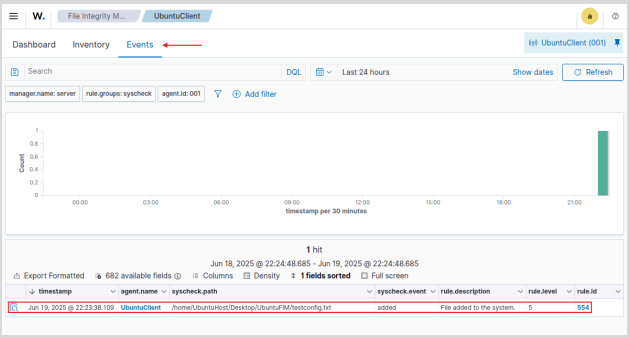 W. File Integrity M... UbuntuClient a
Dashboard Inventory Events UbuntuClient (001)
Search DQL Last 24 hours Show dates Refresh
manager.name: server rule.groups: syscheck agent.id: 001 Add filter
1
0.8
0.6
0.4
0.2
0
Count
00:00 03:00 06:00 09:00 12:00 15:00 18:00 21:00
timestamp per 30 minutes
1 hit
Jun 18, 2025 @ 22:24:48.685 - Jun 19, 2025 @ 22:24:48.685
Export Formatted 682 available fields Columns Density 1 fields sorted Full screen
timestamp agent.name syscheck.path syscheck.event rule.description rule.level rule.id
Jun 19, 2025 @ 22:23:38.109 UbuntuClient /home/UbuntuHost/Desktop/UbuntuFIM/testconfig.txt added File added to the system. 5 554